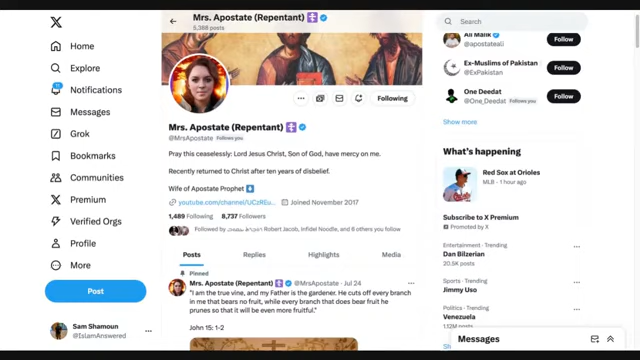 Home
Explore
Notifications
Messages
Grok
Bookmarks
Communities
Premium
Verified Orgs
Profile
More
Post
Sam Shamoun
@IslamAnswered
Mrs. Apostate (Repentant)
5,388 posts
Following
Mrs. Apostate (Repentant)
@MrsApostate Follows you
Pray this ceaselessly: Lord Jesus Christ, Son of God, have mercy on me.
Recently returned to Christ after ten years of disbelief.
Wife of Apostate Prophet
youtube.com/channel/UCzREu... Joined November 2017
1,489 Following 8,737 Followers
Followed by Robert Jacob, Infidel Noodle, and 8 others you follow
Posts Replies Highlights Media
Pinned
Mrs. Apostate (Repentant) @MrsApostate · Jul 24
"I am the true vine, and my Father is the gardener. He cuts off every branch
in me that bears no fruit, while every branch that does bear fruit he
prunes so that it will be even more fruitful."
John 15: 1-2
Search
Ali Malik
@apostateali
Follow
Ex-Muslims of Pakistan
@ExPakistan
Follow
One Deedat
@One_Deedat Follows you
Follow
Show more
What's happening
Red Sox at Orioles
MLB · 1 hour ago
Subscribe to X Premium
Promoted by X
Entertainment · Trending
Dan Bilzerian
20.5K posts
Sports · Trending
Jimmy Uso
Politics · Trending
Venezuela
1.12M posts
Messages